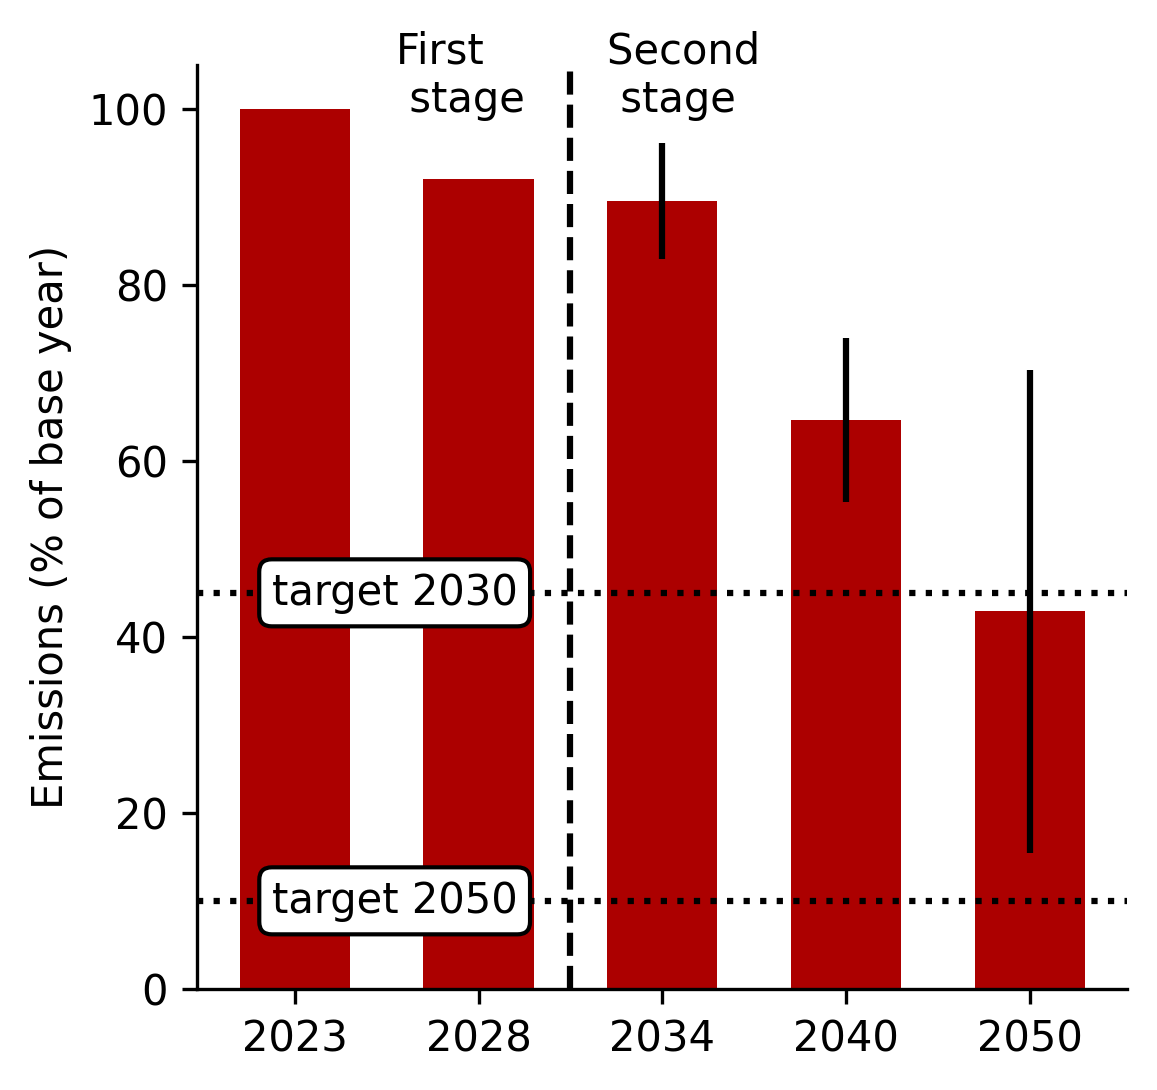 First
stage
Second
stage
Emissions (% of base year)
100
80
60
40
20
0
target 2030
target 2050
2023
2028
2034
2040
2050